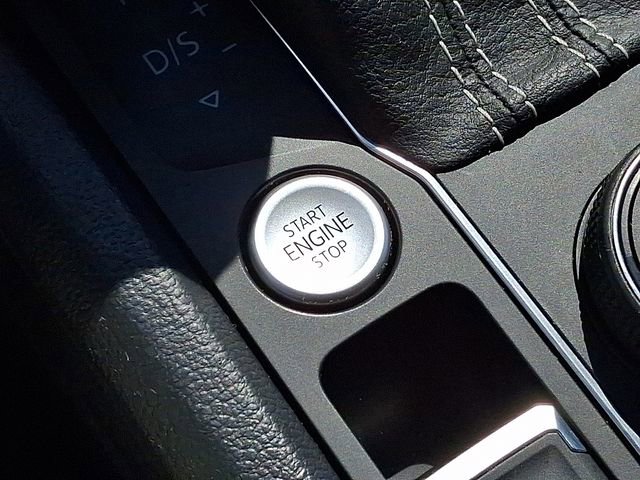 +
D/S
−
START
ENGINE
STOP